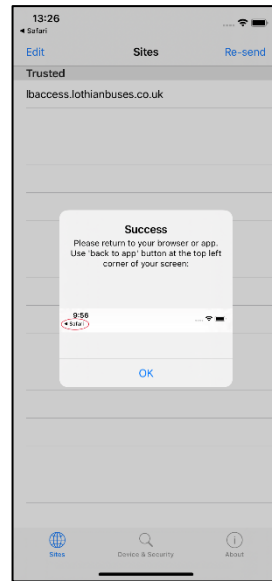 13:26
Safari
Edit Sites Re-send
Trusted
lbaccess.lothianbuses.co.uk
Success
Please return to your browser or app.
Use 'back to app' button at the top left
corner of your screen:
9:56
Safari
OK
Sites Device & Security About